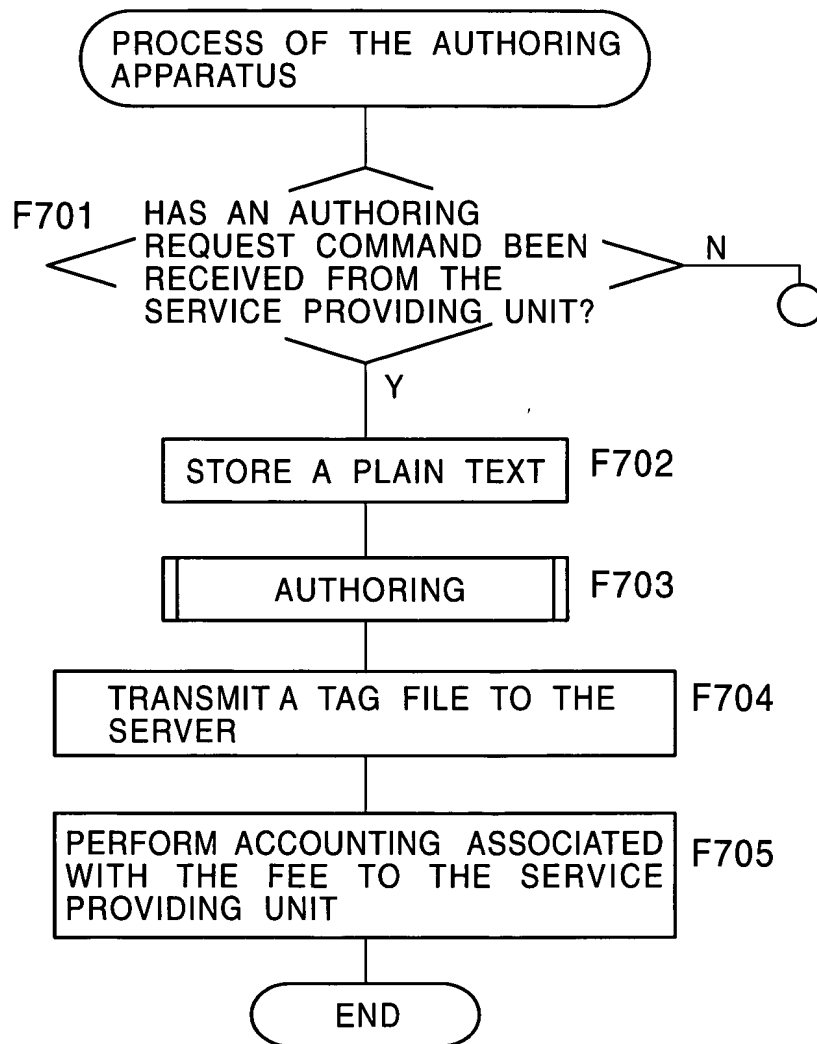 PROCESS OF THE AUTHORING
APPARATUS
F701
HAS AN AUTHORING
REQUEST COMMAND BEEN
RECEIVED FROM THE
SERVICE PROVIDING UNIT?
N
Y
STORE A PLAIN TEXT
F702
AUTHORING
F703
TRANSMIT A TAG FILE TO THE
SERVER
F704
PERFORM ACCOUNTING ASSOCIATED
WITH THE FEE TO THE SERVICE
PROVIDING UNIT
F705
END